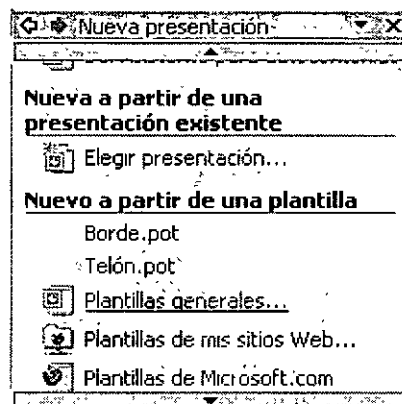 Nueva presentación
Nueva a partir de una
presentación existente
Elegir presentación...
Nuevo a partir de una plantilla
Borde.pot
Telón.pot
Plantillas generales...
Plantillas de mis sitios Web...
Plantillas de Microsoft.com